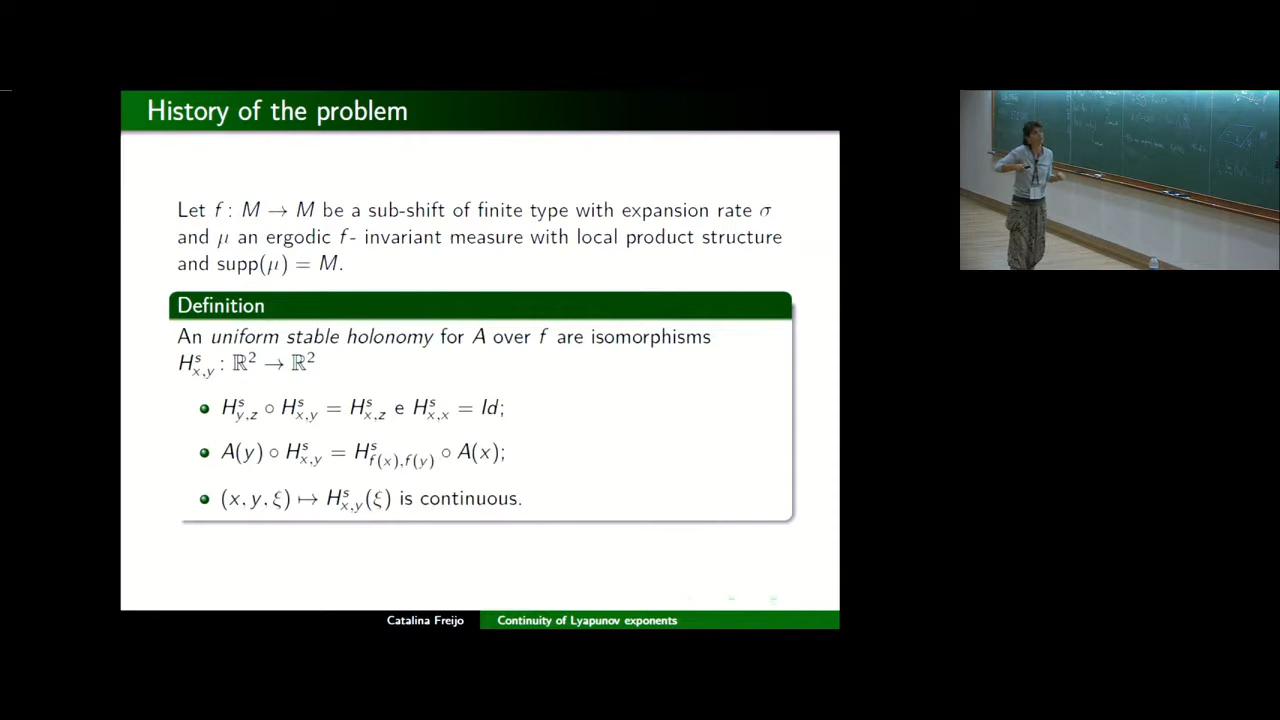 History of the problem
Let f : M → M be a sub-shift of finite type with expansion rate σ
and μ an ergodic f- invariant measure with local product structure
and supp(μ) = M.
Definition
An uniform stable holonomy for A over f are isomorphisms
H^s_{x,y} : ℝ² → ℝ²
H^s_{y,z} ∘ H^s_{x,y} = H^s_{x,z} e H^s_{x,x} = Id;
A(y) ∘ H^s_{x,y} = H^s_{f(x),f(y)} ∘ A(x);
(x, y, ξ) ↦ H^s_{x,y}(ξ) is continuous.
Catalina Freijo
Continuity of Lyapunov exponents